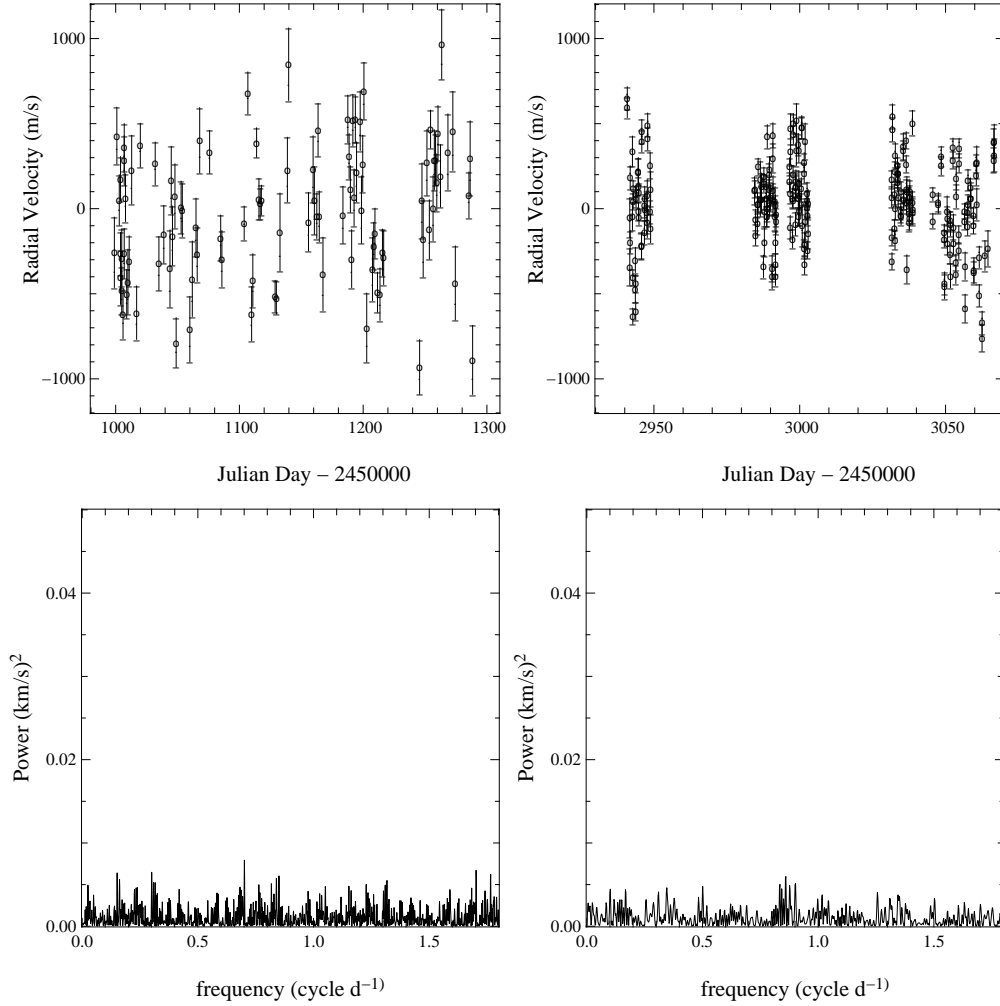 1000
0
−1000
Radial Velocity (m/s)
1000 1100 1200 1300
Julian Day − 2450000
1000
0
−1000
Radial Velocity (m/s)
2950 3000 3050
Julian Day − 2450000
0.04
0.02
0.00
Power (km/s)²
0.0 0.5 1.0 1.5
frequency (cycle d⁻¹)
0.04
0.02
0.00
Power (km/s)²
0.0 0.5 1.0 1.5
frequency (cycle d⁻¹)